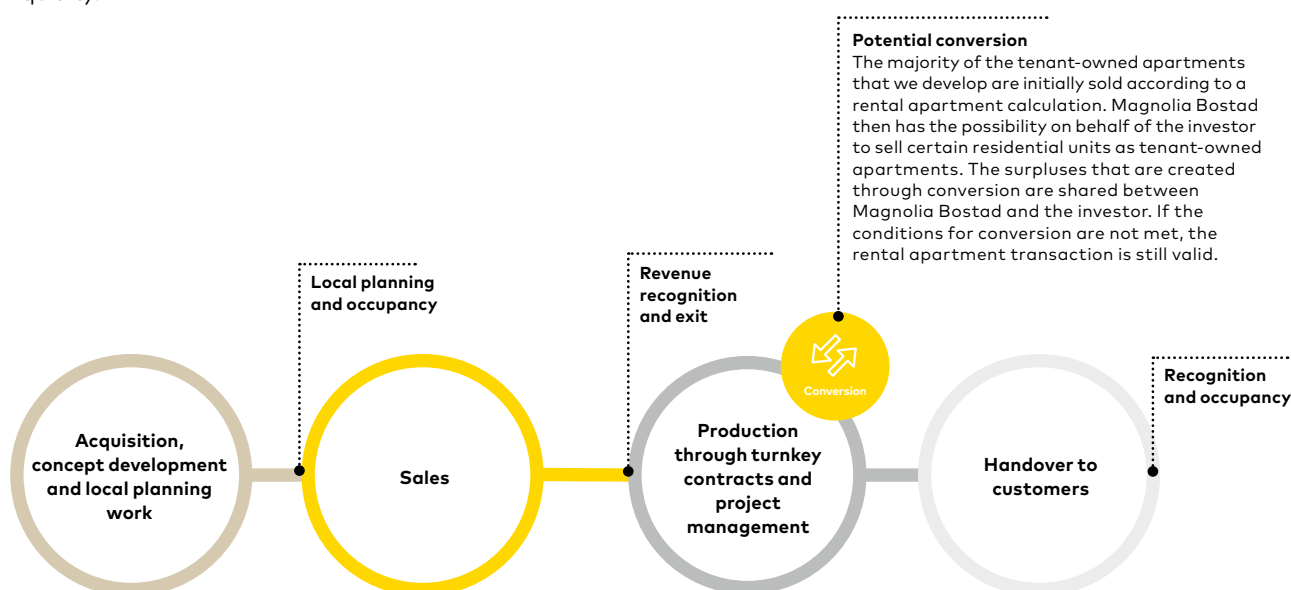 Potential conversion
The majority of the tenant-owned apartments
that we develop are initially sold according to a
rental apartment calculation. Magnolia Bostad
then has the possibility on behalf of the investor
to sell certain residential units as tenant-owned
apartments. The surpluses that are created
through conversion are shared between
Magnolia Bostad and the investor. If the
conditions for conversion are not met, the
rental apartment transaction is still valid.
Local planning
and occupancy
Revenue
recognition
and exit
Conversion
Recognition
and occupancy
Acquisition,
concept development
and local planning
work
Sales
Production
through turnkey
contracts and
project
management
Handover to
customers